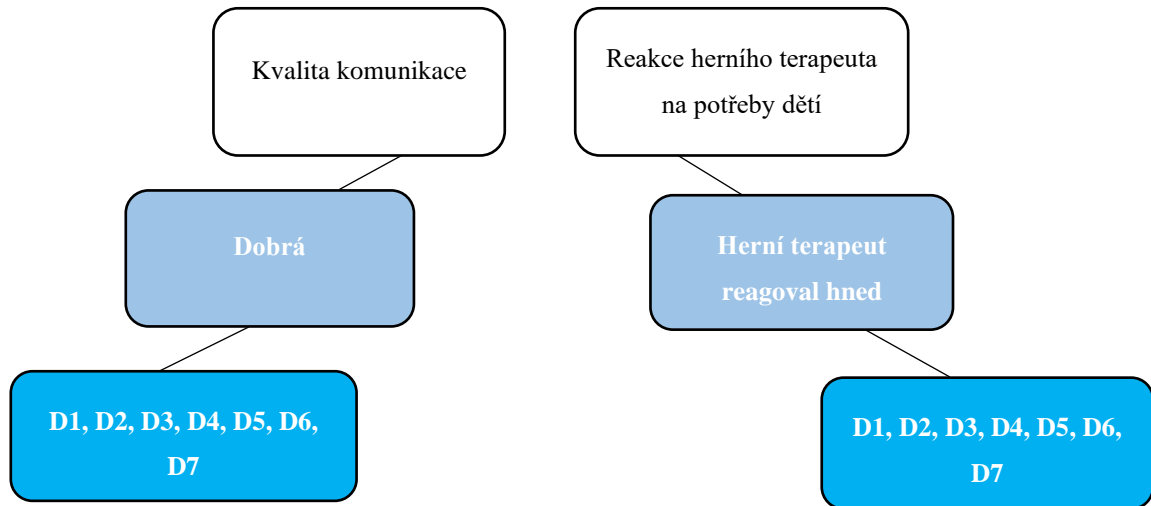 Kvalita komunikace
Reakce herního terapeuta
na potřeby dětí
Dobrá
Herní terapeut
reagoval hned
D1, D2, D3, D4, D5, D6,
D7
D1, D2, D3, D4, D5, D6,
D7